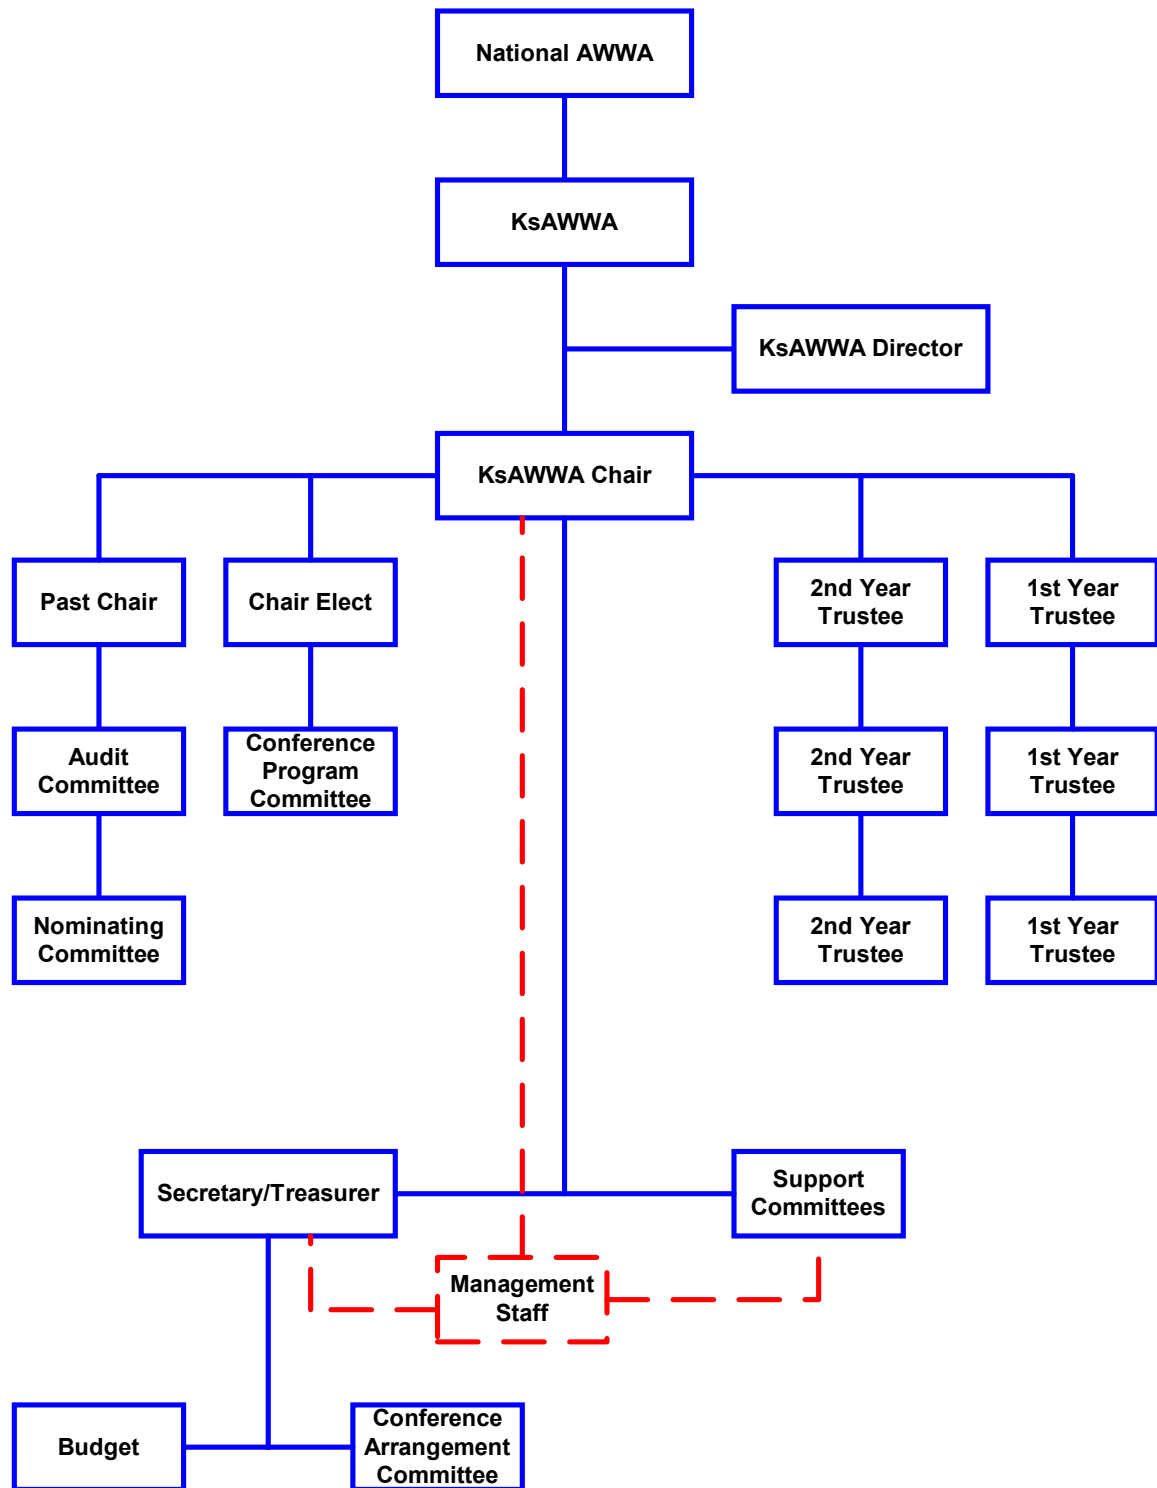 National AWWA
KsAWWA
KsAWWA Director
KsAWWA Chair
Past Chair
Chair Elect
2nd Year
Trustee
1st Year
Trustee
Audit
Committee
Conference
Program
Committee
2nd Year
Trustee
1st Year
Trustee
Nominating
Committee
2nd Year
Trustee
1st Year
Trustee
Secretary/Treasurer
Support
Committees
Management
Staff
Budget
Conference
Arrangement
Committee